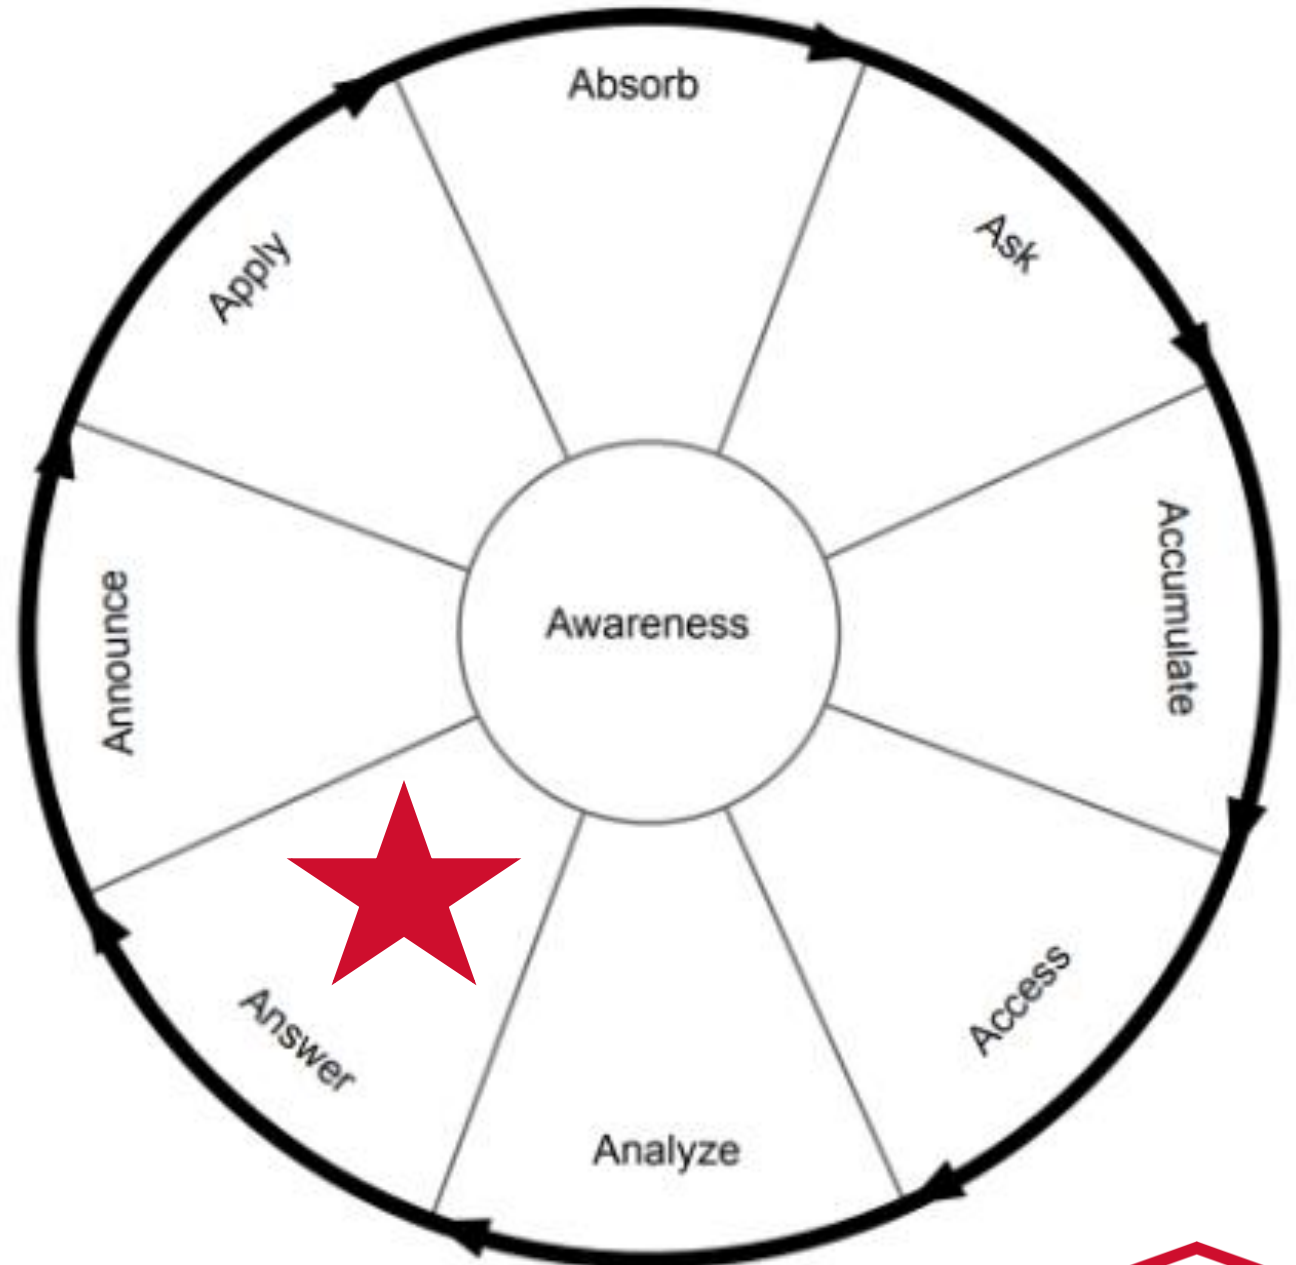 Absorb
Ask
Accumulate
Access
Analyze
Answer
Announce
Apply
Awareness